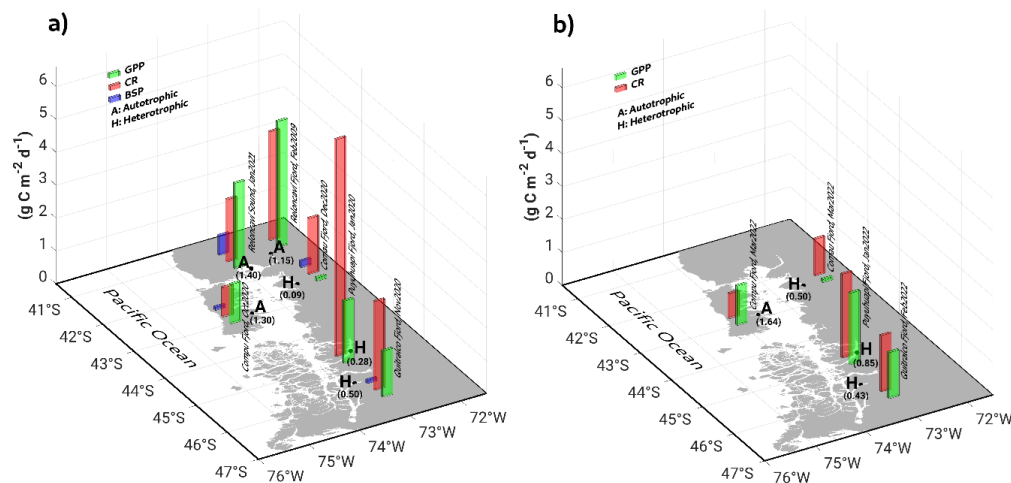 a)
GPP
CR
BSP
A: Autotrophic
H: Heterotrophic
(g C m⁻² d⁻¹)
6
5
4
3
2
1
0
Reloncavi Sound, Jan2021
Reloncavi Fjord, Feb2009
Comau Fjord, Dec2020
Puyuhuapi Fjord, Jan2020
Quitralco Fjord, Nov2020
Compu Fjord, Oct2020
A
(1.40)
A
(1.15)
H
(0.09)
A
(1.30)
H
(0.28)
H
(0.50)
Pacific Ocean
41°S
42°S
43°S
44°S
45°S
46°S
47°S
76°W
75°W
74°W
73°W
72°W
b)
GPP
CR
A: Autotrophic
H: Heterotrophic
(g C m⁻² d⁻¹)
6
5
4
3
2
1
0
Compu Fjord, Mar2022
Comau Fjord, Mar2022
Puyuhuapi Fjord, Jan2022
Quitralco Fjord, Feb2022
H
(0.50)
A
(1.64)
H
(0.85)
H
(0.43)
Pacific Ocean
41°S
42°S
43°S
44°S
45°S
46°S
47°S
76°W
75°W
74°W
73°W
72°W